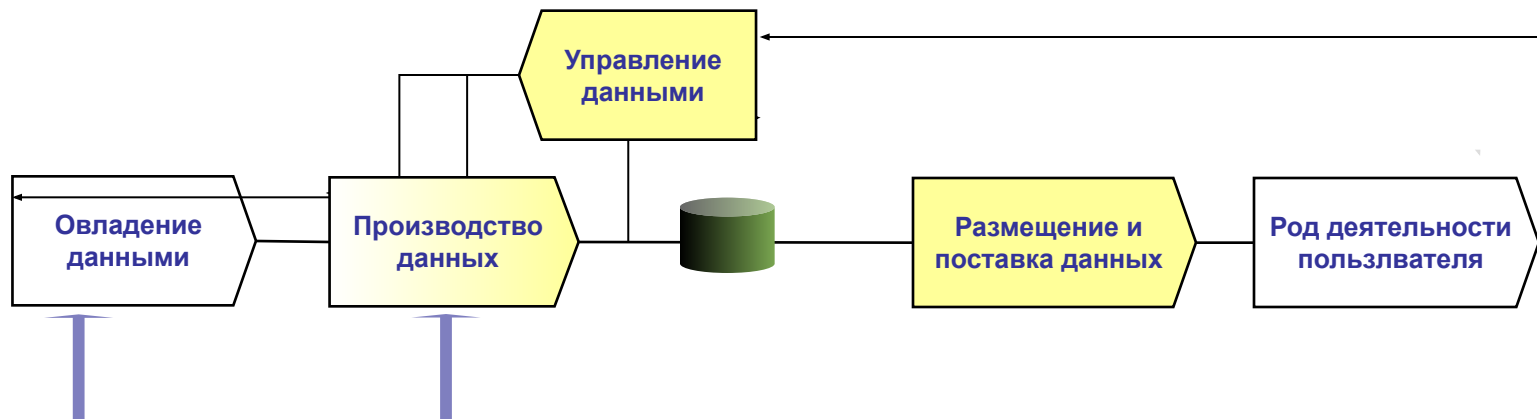 Управление
данными
Овладение
данными
Производство
данных
Размещение и
поставка данных
Род деятельности
пользлвателя